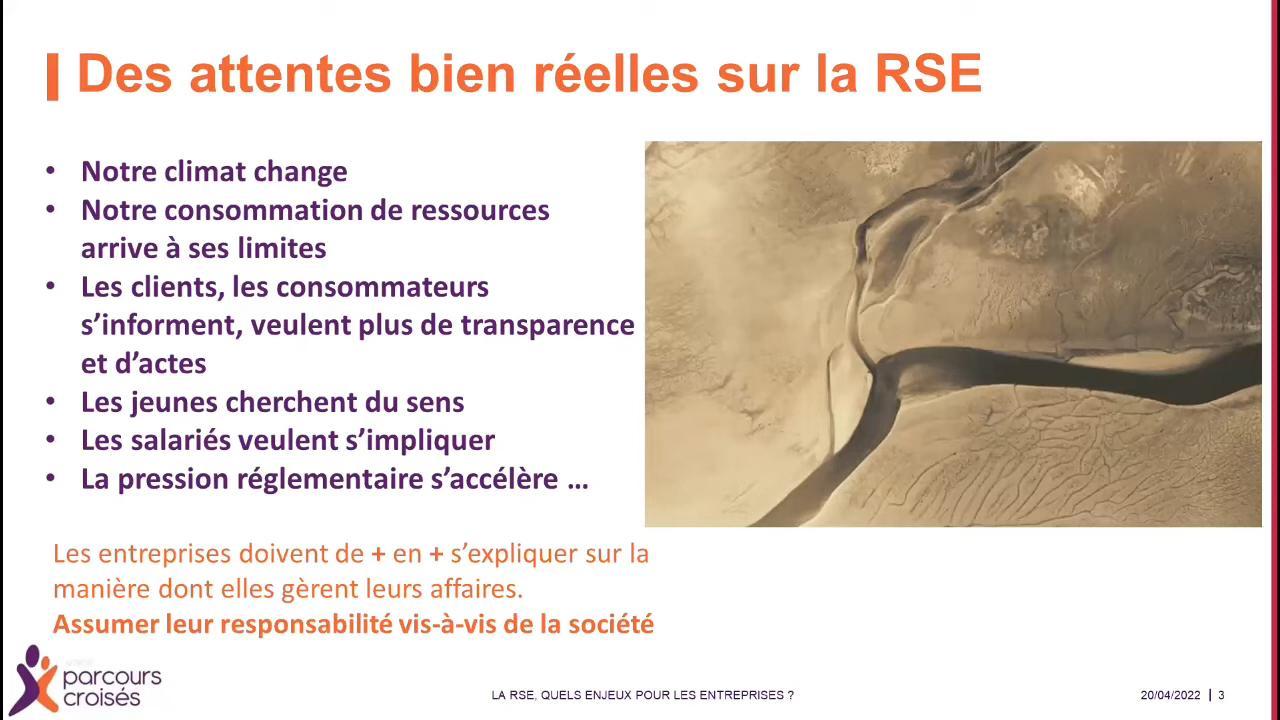 Des attentes bien réelles sur la RSE
• Notre climat change
• Notre consommation de ressources
arrive à ses limites
• Les clients, les consommateurs
s’informent, veulent plus de transparence
et d’actes
• Les jeunes cherchent du sens
• Les salariés veulent s’impliquer
• La pression réglementaire s’accélère …
Les entreprises doivent de + en + s’expliquer sur la
manière dont elles gèrent leurs affaires.
Assumer leur responsabilité vis-à-vis de la société
parcours
croisés
LA RSE, QUELS ENJEUX POUR LES ENTREPRISES ?
20/04/2022 | 3